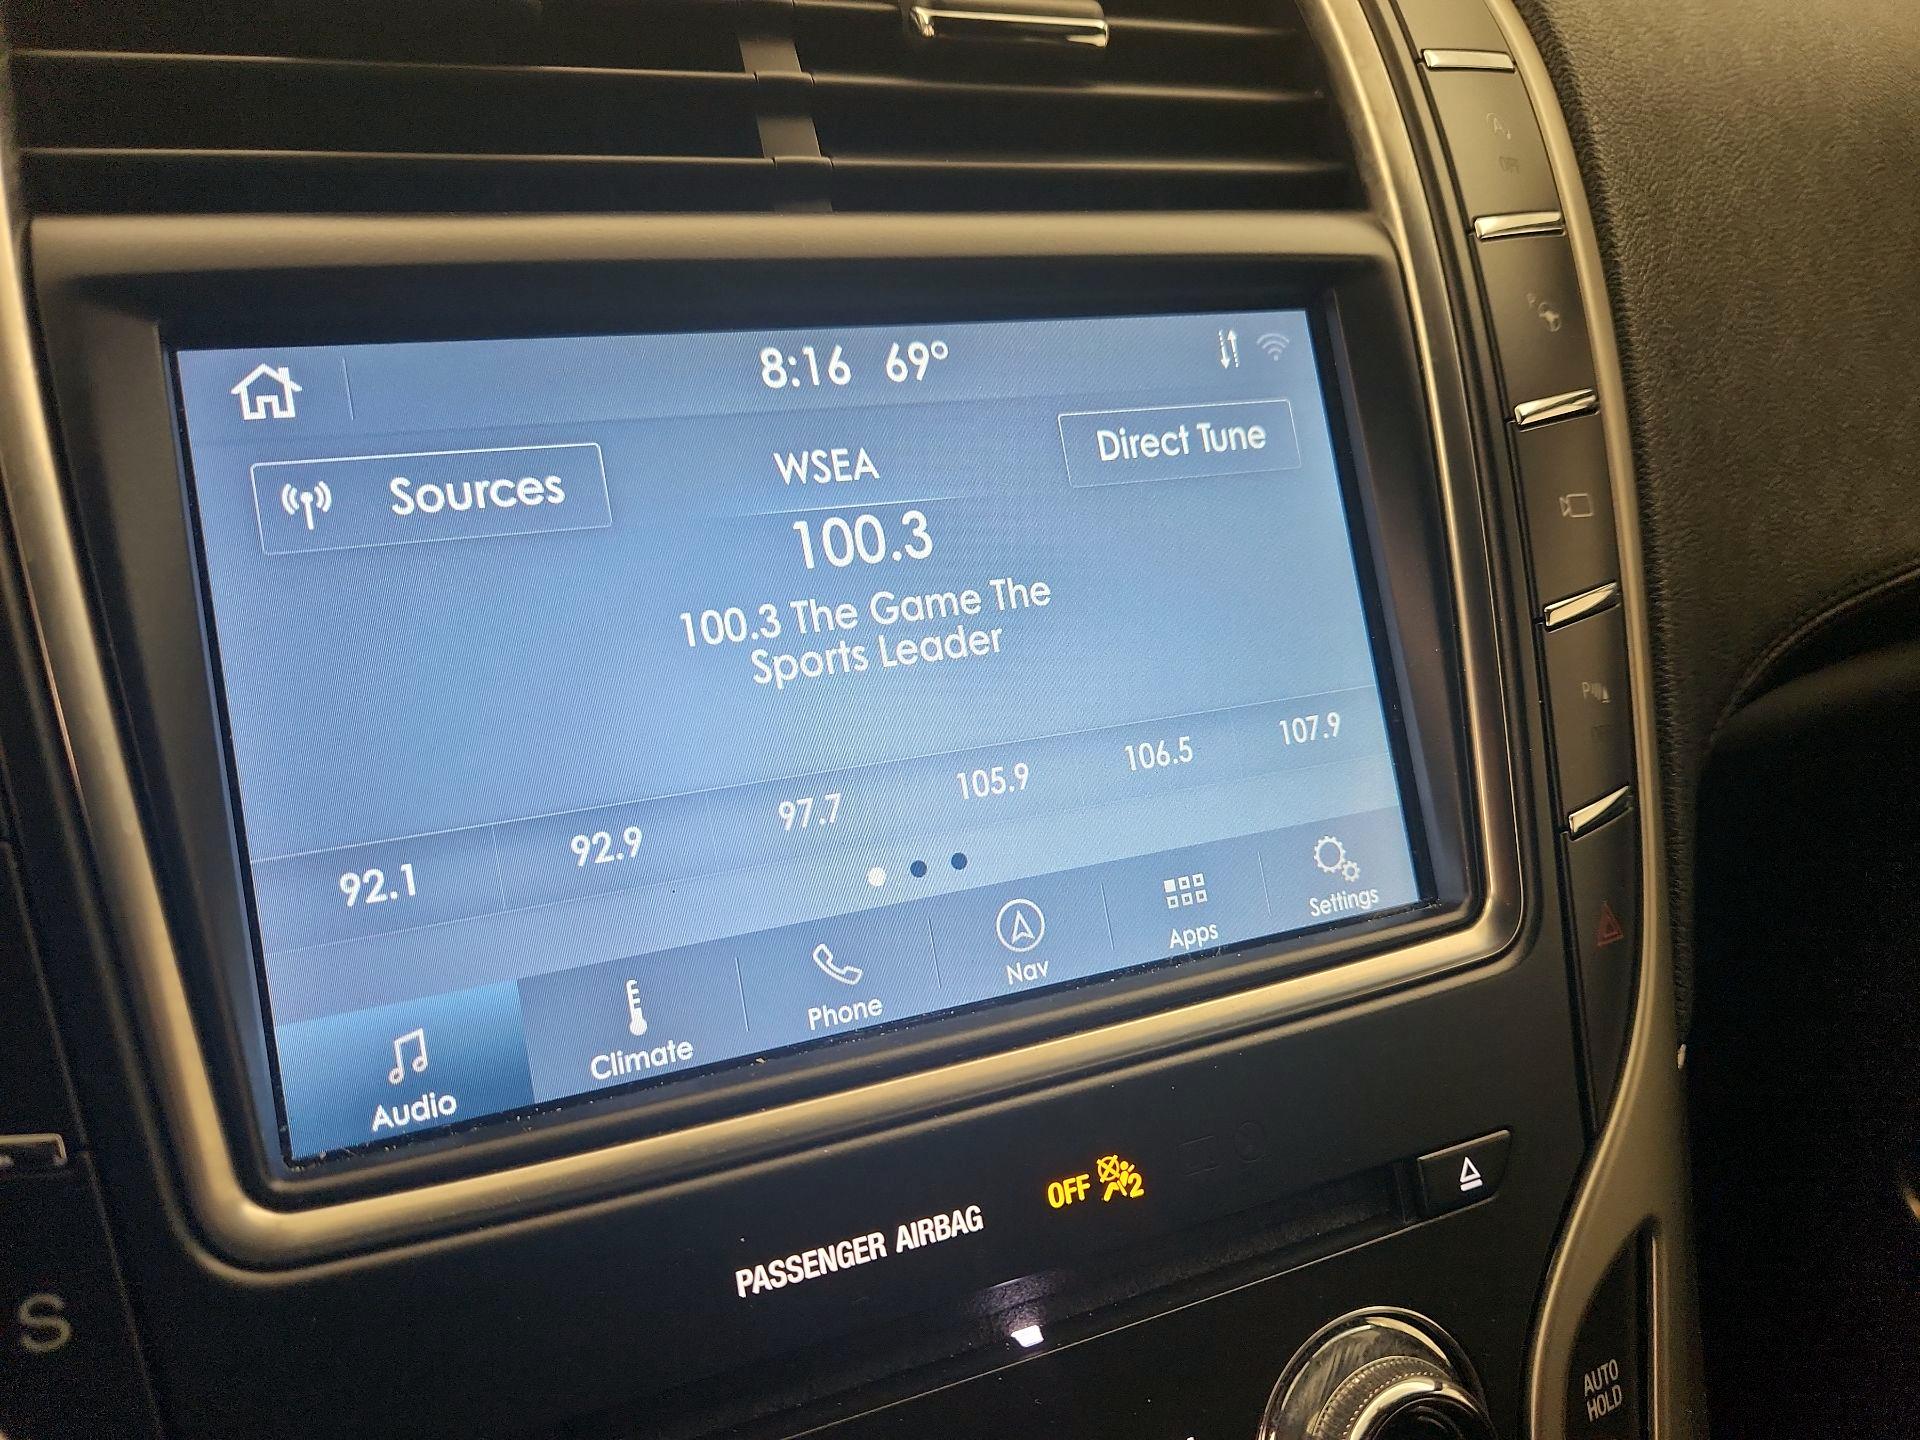 8:16 69°
Sources
WSEA
Direct Tune
100.3
100.3 The Game The
Sports Leader
92.1
92.9
97.7
105.9
106.5
107.9
Audio
Climate
Phone
Nav
Apps
Settings
PASSENGER AIRBAG
OFF
2
S
AUTO
HOLD